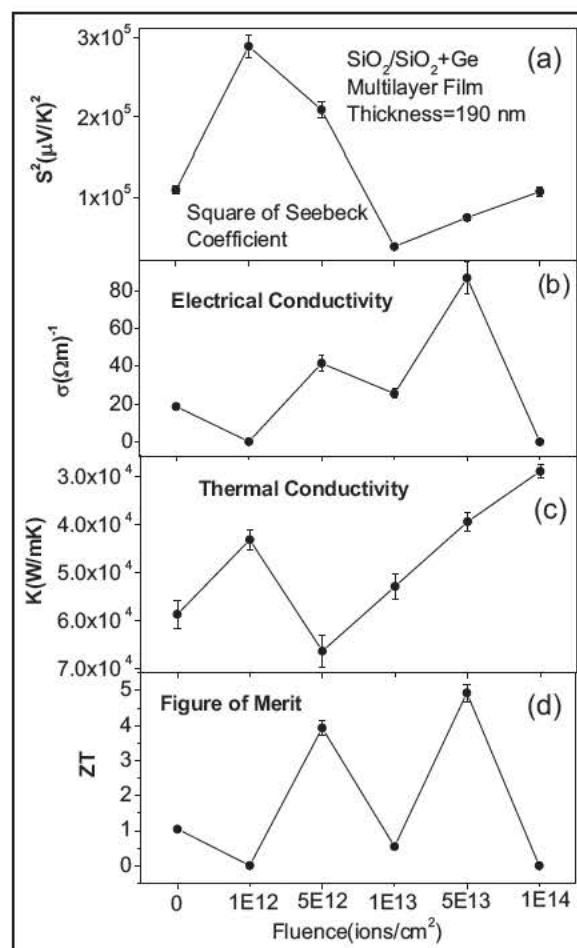 3x10⁵
2x10⁵
1x10⁵
S²(μV/K)²
SiO₂/SiO₂+Ge
Multilayer Film
Thickness=190 nm
(a)
Square of Seebeck
Coefficient
80
60
40
20
0
σ(Ωm)⁻¹
Electrical Conductivity
(b)
3.0x10⁴
4.0x10⁴
5.0x10⁴
6.0x10⁴
7.0x10⁴
K(W/mK)
Thermal Conductivity
(c)
5
4
3
2
1
0
ZT
Figure of Merit
(d)
0 1E12 5E12 1E13 5E13 1E14
Fluence(ions/cm²)